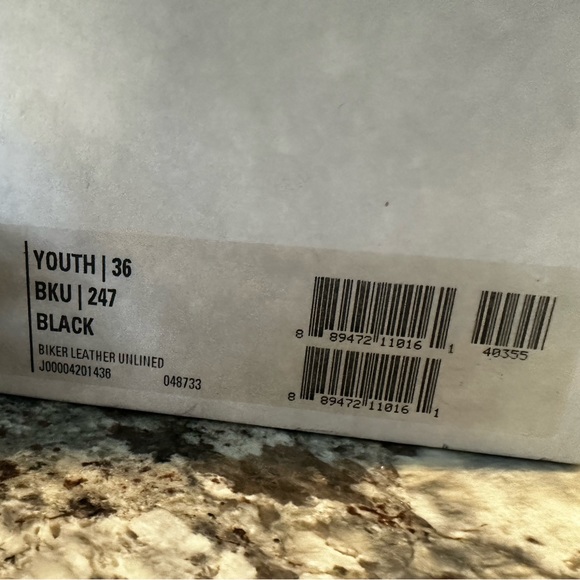 YOUTH | 36
BKU | 247
BLACK
BIKER LEATHER UNLINED
J00004201436 048733
8 89472 11016 1
40355
8 89472 11016 1